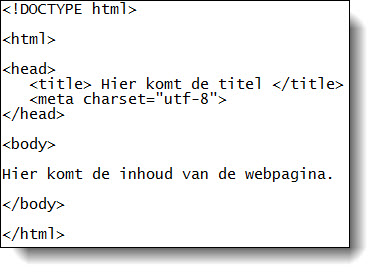 <!DOCTYPE html>
<html>
<head>
<title> Hier komt de titel </title>
<meta charset="utf-8">
</head>
<body>
Hier komt de inhoud van de webpagina.
</body>
</html>